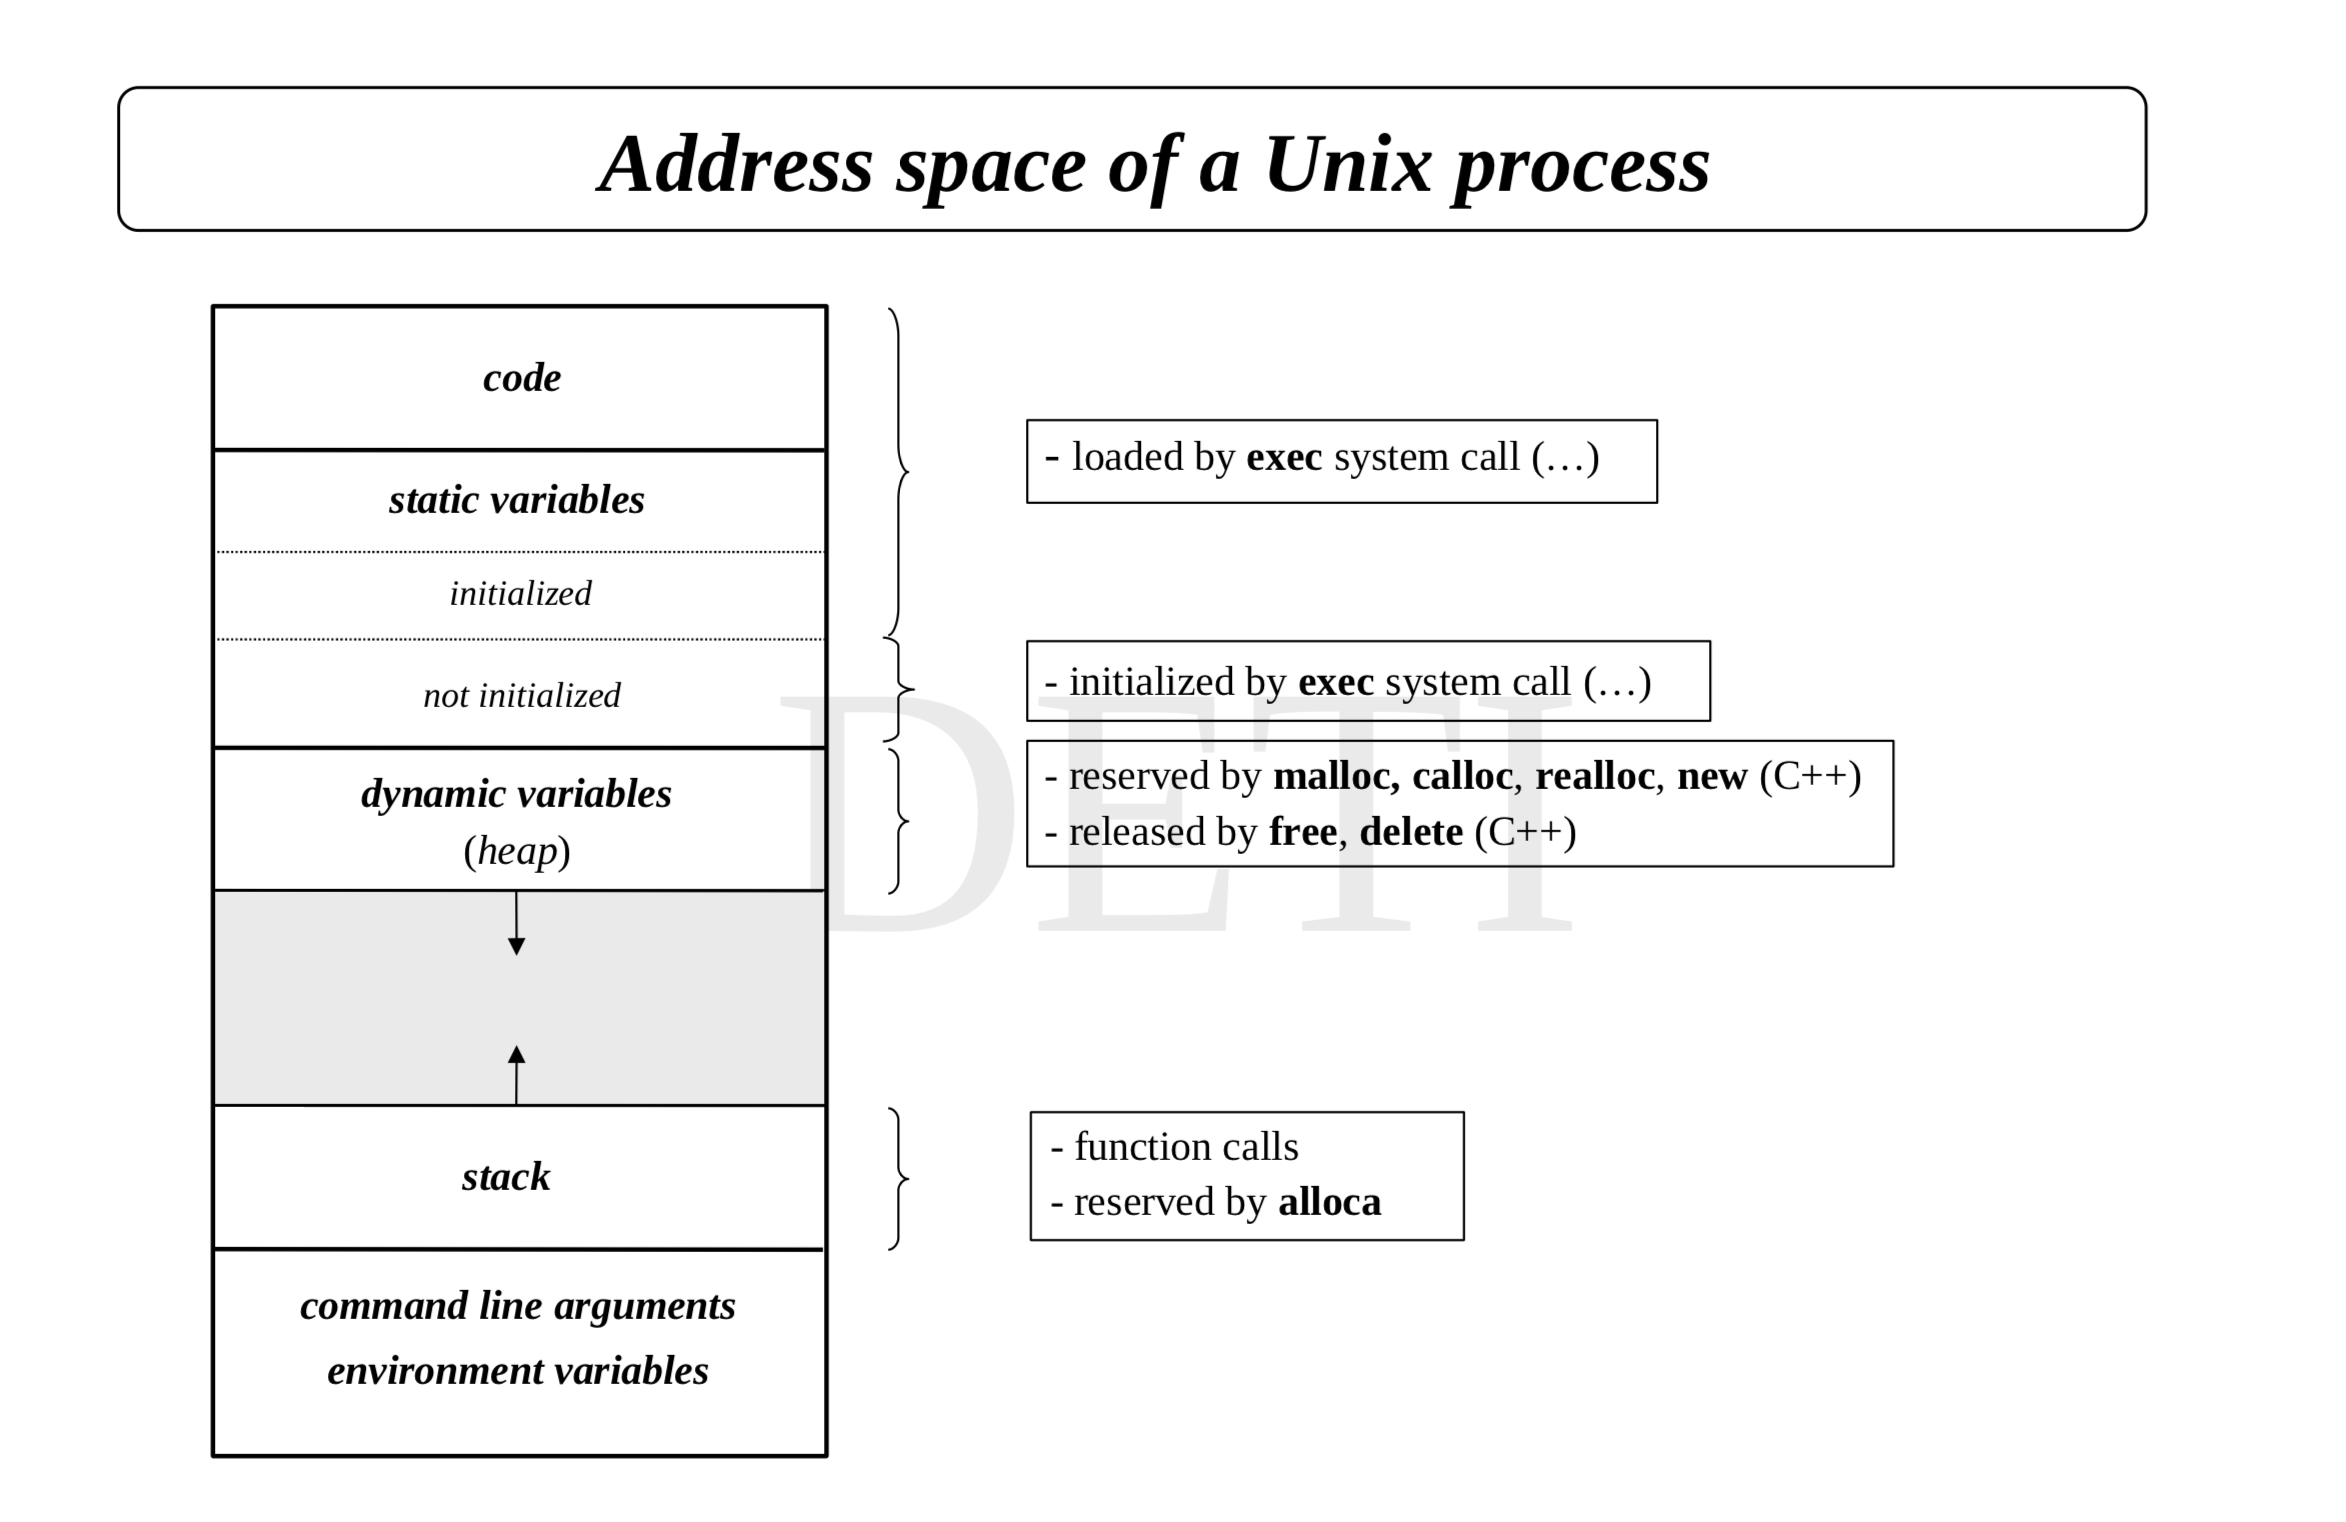 Address space of a Unix process
code
- loaded by exec system call (…)
static variables
initialized
- initialized by exec system call (…)
not initialized
DETI
dynamic variables
(heap)
- reserved by malloc, calloc, realloc, new (C++)
- released by free, delete (C++)
stack
- function calls
- reserved by alloca
command line arguments
environment variables